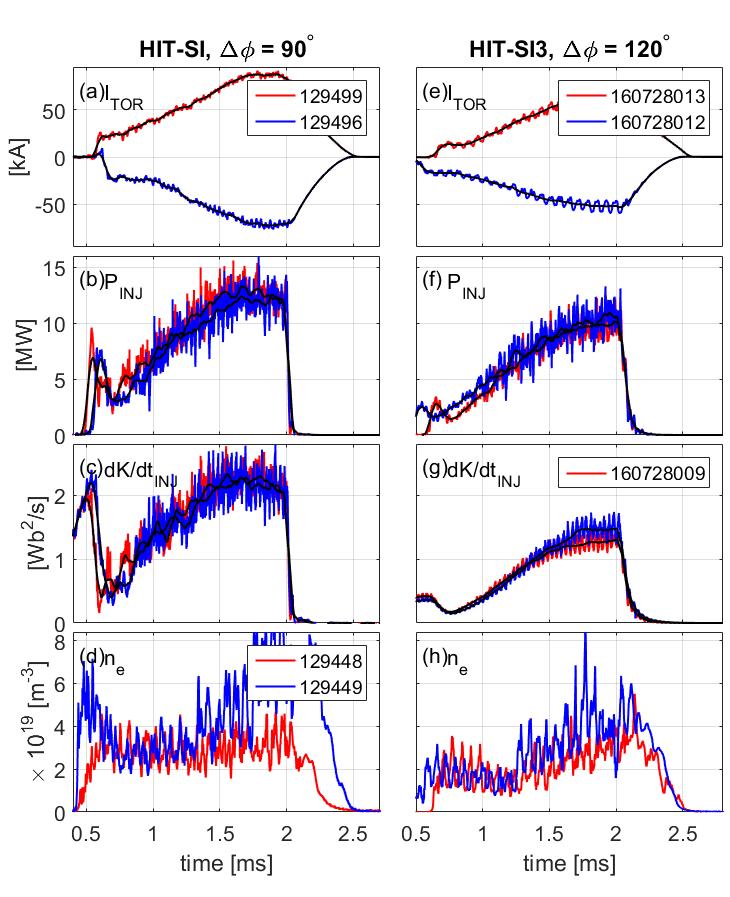 HIT-SI, Δϕ = 90°
HIT-SI3, Δϕ = 120°
(a)I_TOR
129499
129496
[kA]
50
0
-50
(e)I_TOR
160728013
160728012
(b)P_INJ
[MW]
15
10
5
0
(f) P_INJ
(c)dK/dt_INJ
[Wb²/s]
2
1
0
(g)dK/dt_INJ
160728009
(d)n_e
129448
129449
× 10¹⁹ [m⁻³]
8
6
4
2
0
(h)n_e
0.5 1 1.5 2 2.5
0.5 1 1.5 2 2.5
time [ms]
time [ms]